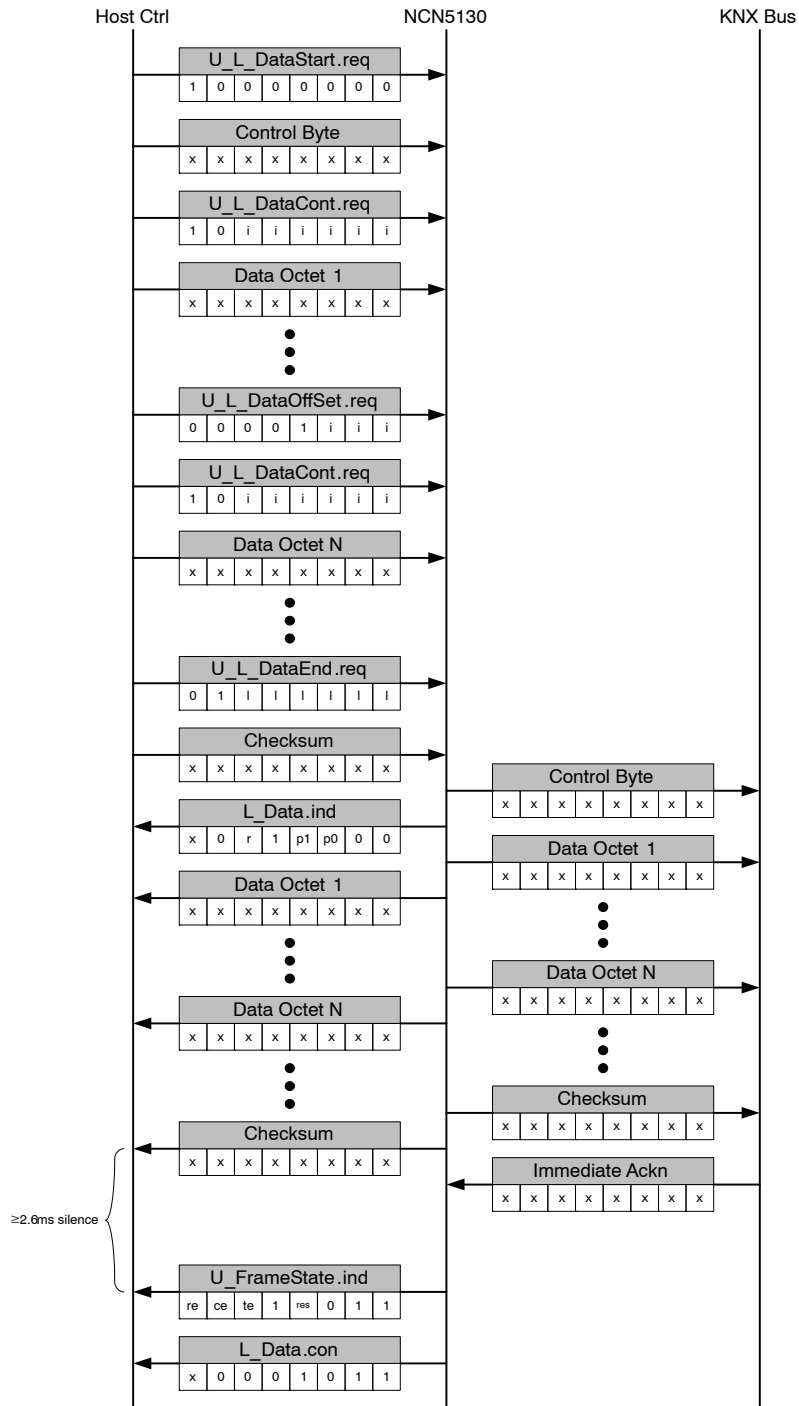 Host Ctrl NCN5130 KNX Bus
U_L_DataStart.req
1 0 0 0 0 0 0 0
Control Byte
x x x x x x x x
U_L_DataCont.req
1 0 i i i i i i
Data Octet 1
x x x x x x x x
U_L_DataOffSet.req
0 0 0 0 1 i i i
U_L_DataCont.req
1 0 i i i i i i
Data Octet N
x x x x x x x x
U_L_DataEnd.req
0 1 l l l l l l
Checksum
x x x x x x x x
Control Byte
x x x x x x x x
L_Data.ind
x 0 r 1 p1 p0 0 0
Data Octet 1
x x x x x x x x
Data Octet 1
x x x x x x x x
Data Octet N
x x x x x x x x
Data Octet N
x x x x x x x x
Checksum
x x x x x x x x
Checksum
x x x x x x x x
Immediate Ackn
x x x x x x x x
≥2.6ms silence
U_FrameState.ind
re ce te 1 res 0 1 1
L_Data.con
x 0 0 0 1 0 1 1